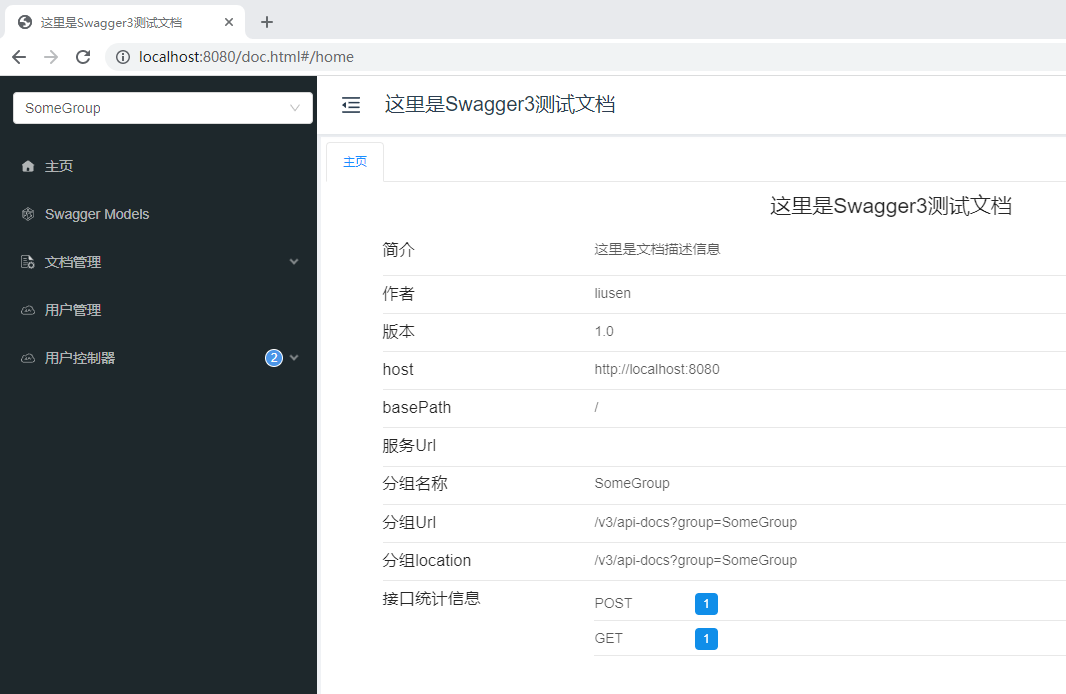 这里是Swagger3测试文档
localhost:8080/doc.html#/home
SomeGroup
主页
Swagger Models
文档管理
用户管理
用户控制器 2
这里是Swagger3测试文档
主页
这里是Swagger3测试文档
简介 这里是文档描述信息
作者 liusen
版本 1.0
host http://localhost:8080
basePath /
服务Url
分组名称 SomeGroup
分组Url /v3/api-docs?group=SomeGroup
分组location /v3/api-docs?group=SomeGroup
接口统计信息 POST 1
GET 1